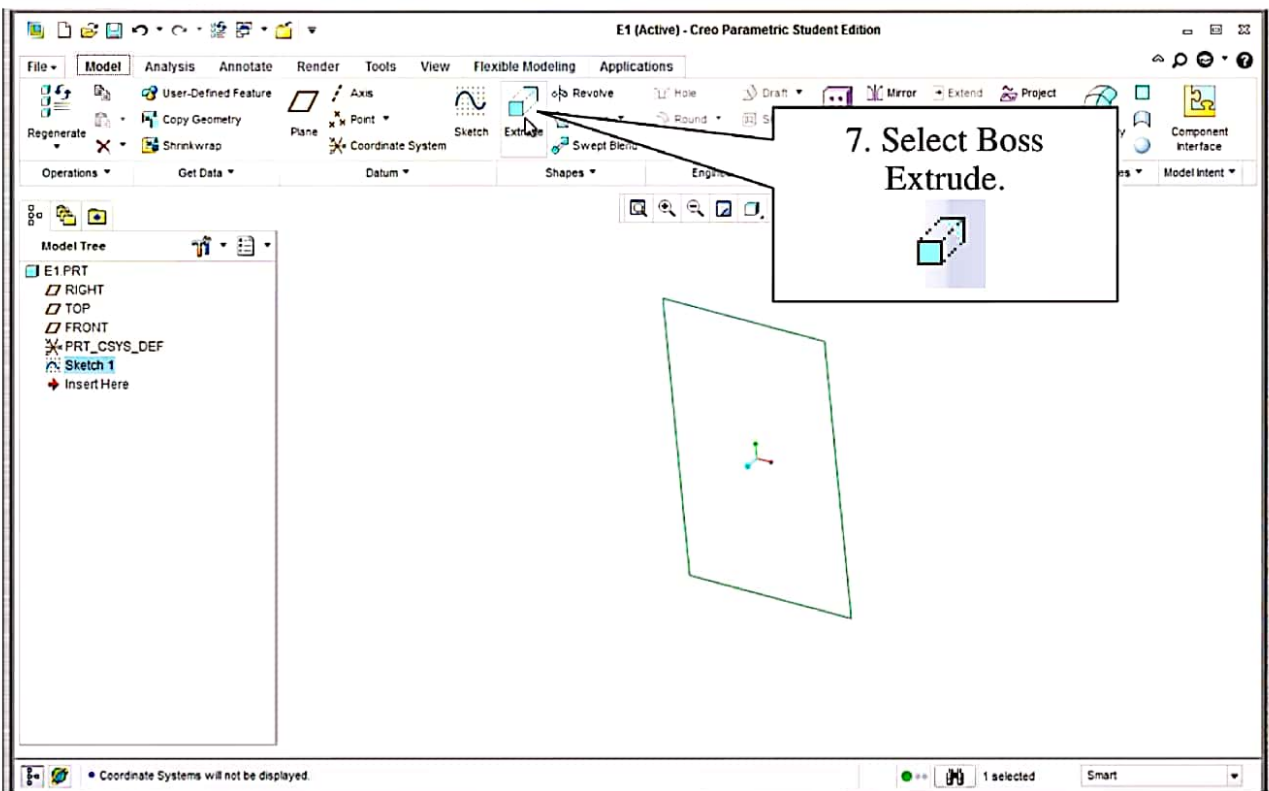 E1 (Active) - Creo Parametric Student Edition
File Model Analysis Annotate Render Tools View Flexible Modeling Applications
Regenerate
User-Defined Feature
Copy Geometry
Shrinkwrap
Plane
Axis
Point
Coordinate System
Sketch
Extrude
Revolve
Swept Blend
Hole
Round
Draft
Mirror
Extend
Project
Component
Interface
Operations Get Data Datum Shapes Model Intent
7. Select Boss
Extrude.
Model Tree
E1 PRT
RIGHT
TOP
FRONT
PRT_CSYS_DEF
Sketch 1
Insert Here
• Coordinate Systems will not be displayed.
1 selected
Smart